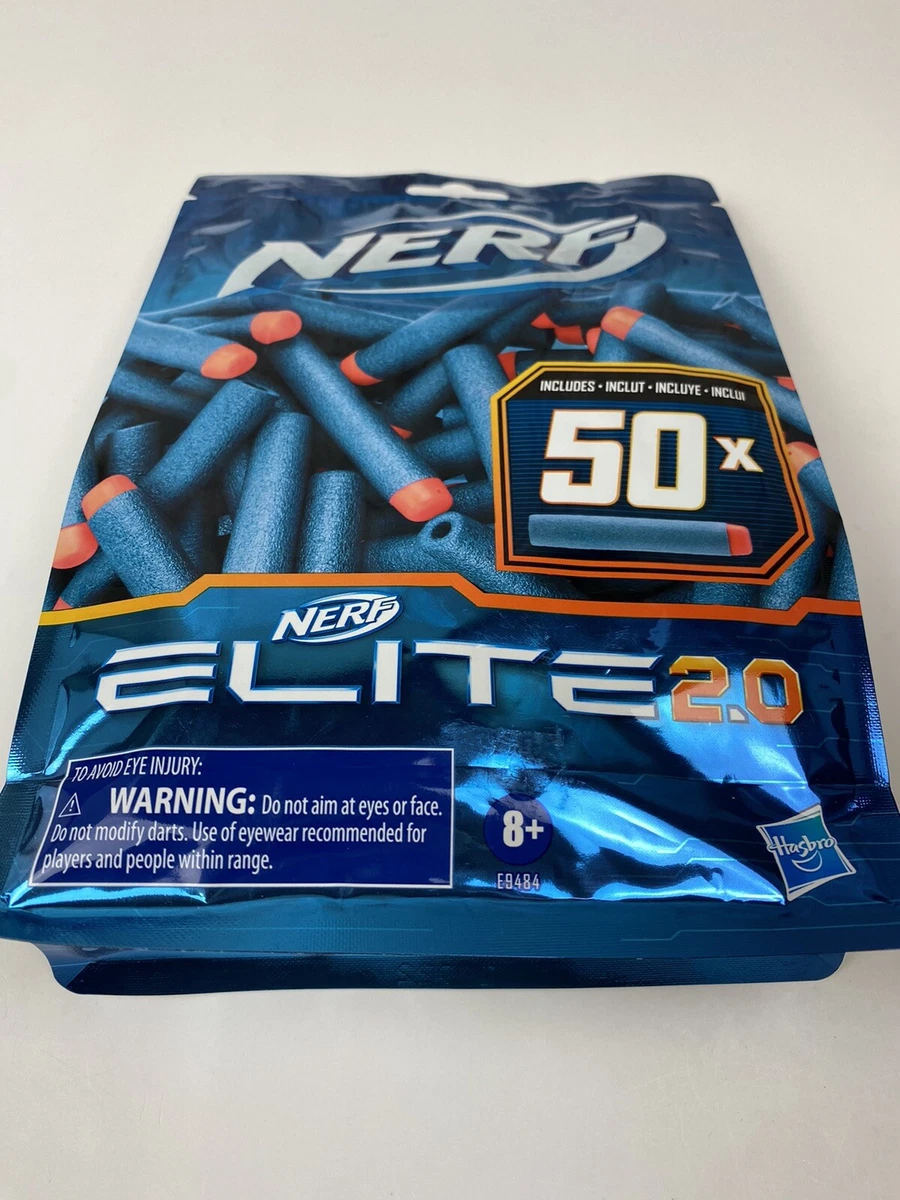 NERF
INCLUDES • INCLUT • INCLUYE • INCLUI
50x
NERF
ELITE 2.0
TO AVOID EYE INJURY:
WARNING: Do not aim at eyes or face.
Do not modify darts. Use of eyewear recommended for
players and people within range.
8+
E9484
Hasbro